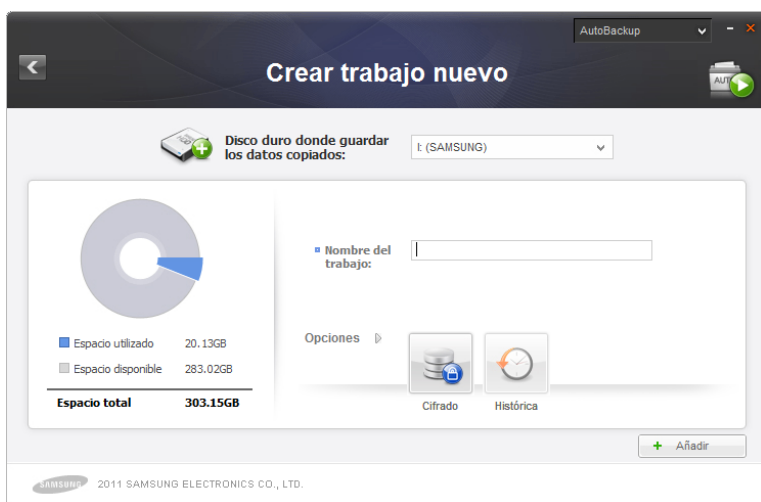 AutoBackup
Crear trabajo nuevo
AUTO
Disco duro donde guardar
los datos copiados:
I: (SAMSUNG)
Nombre del
trabajo:
Espacio utilizado 20.13GB
Espacio disponible 283.02GB
Espacio total 303.15GB
Opciones
Cifrado
Histórica
+ Añadir
SAMSUNG
2011 SAMSUNG ELECTRONICS CO., LTD.